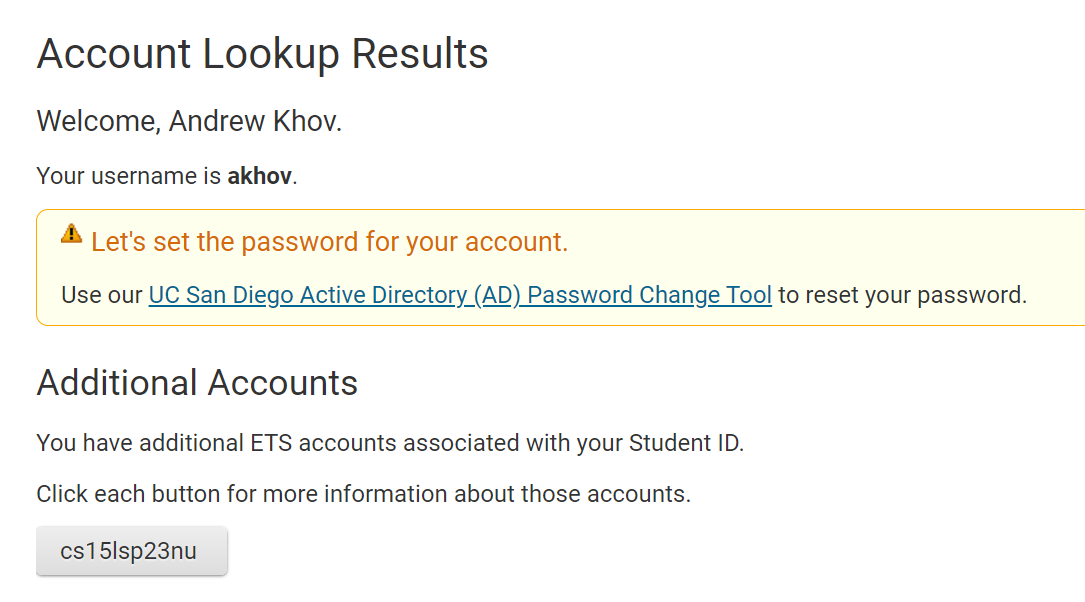 Account Lookup Results
Welcome, Andrew Khov.
Your username is akhov.
Let's set the password for your account.
Use our UC San Diego Active Directory (AD) Password Change Tool to reset your password.
Additional Accounts
You have additional ETS accounts associated with your Student ID.
Click each button for more information about those accounts.
cs15lsp23nu